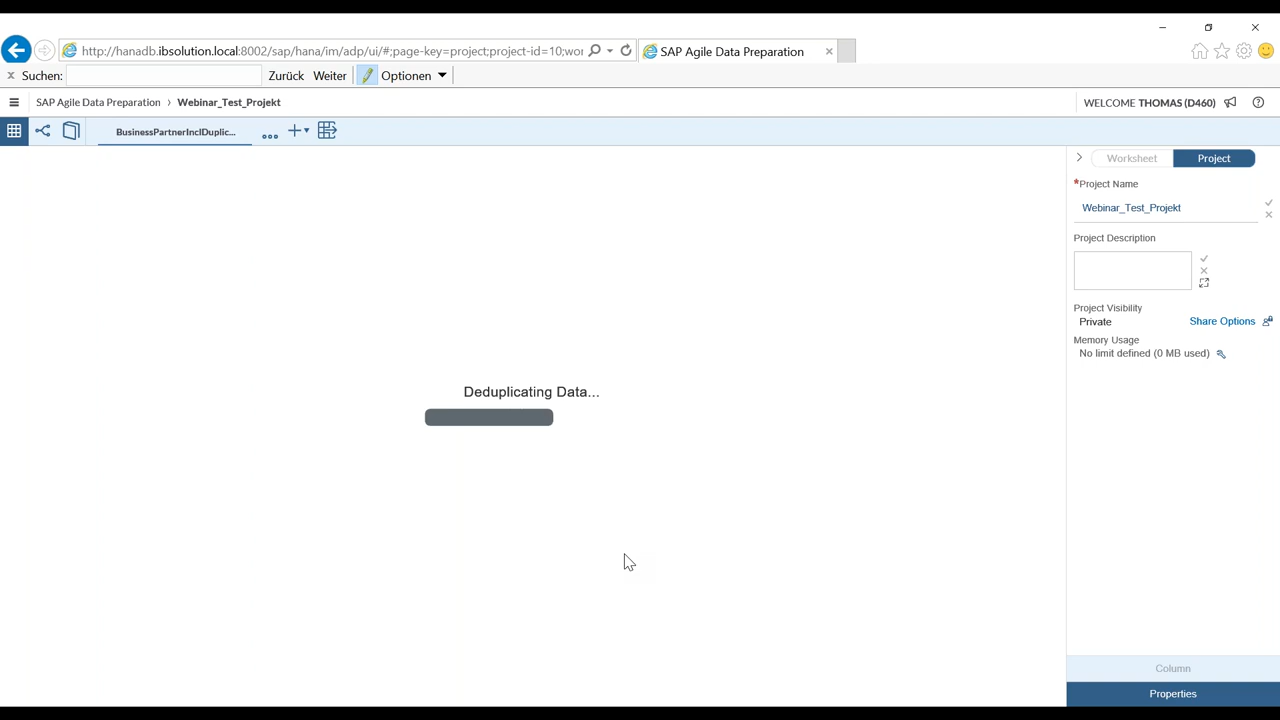 http://hanadb.ibsolution.local:8002/sap/hana/im/adp/ui/#;page-key=project;project-id=10;wor
SAP Agile Data Preparation
Suchen:
Zurück
Weiter
Optionen
SAP Agile Data Preparation › Webinar_Test_Projekt
WELCOME THOMAS (D460)
BusinessPartnerInclDuplic...
Worksheet
Project
*Project Name
Webinar_Test_Projekt
Project Description
Project Visibility
Private
Share Options
Memory Usage
No limit defined (0 MB used)
Deduplicating Data...
Column
Properties